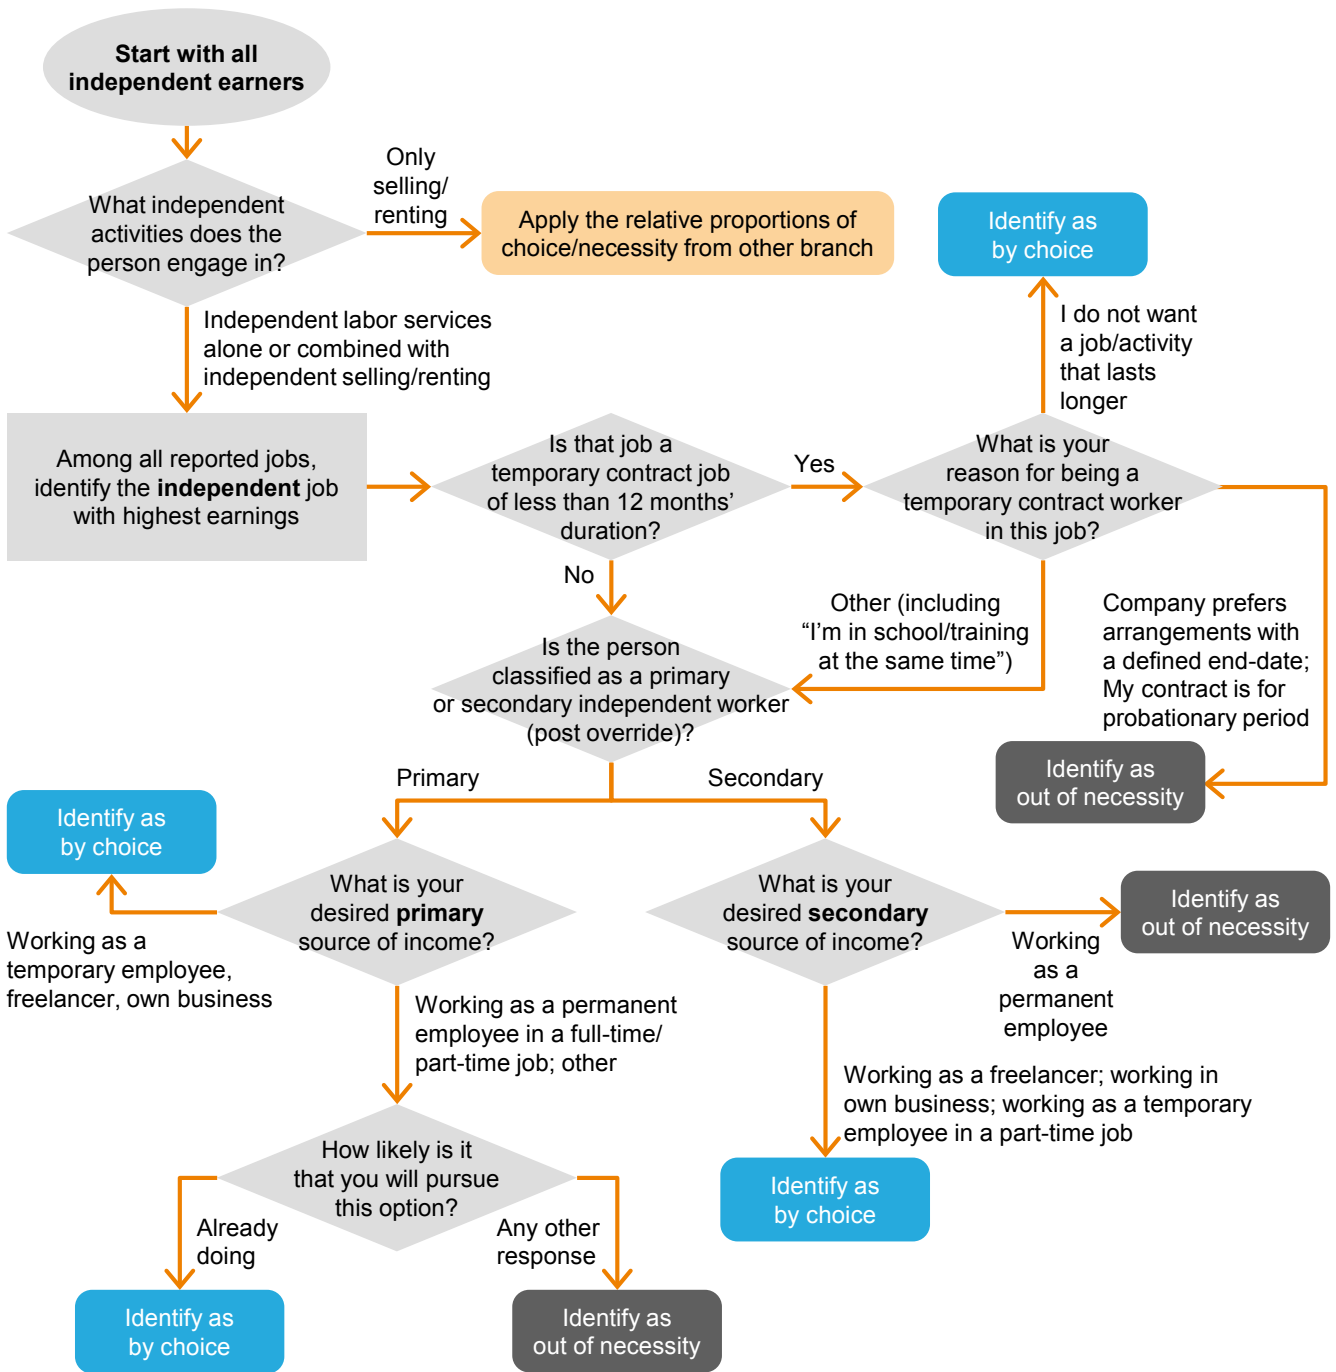 Start with all
independent earners
What independent
activities does the
person engage in?
Only
selling/
renting
Apply the relative proportions of
choice/necessity from other branch
Identify as
by choice
I do not want
a job/activity
that lasts
longer
Independent labor services
alone or combined with
independent selling/renting
Among all reported jobs,
identify the independent job
with highest earnings
Is that job a
temporary contract job
of less than 12 months’
duration?
Yes
What is your
reason for being a
temporary contract worker
in this job?
No
Other (including
“I’m in school/training
at the same time”)
Company prefers
arrangements with
a defined end-date;
My contract is for
probationary period
Is the person
classified as a primary
or secondary independent worker
(post override)?
Identify as
out of necessity
Primary
Secondary
Identify as
by choice
What is your
desired primary
source of income?
What is your
desired secondary
source of income?
Identify as
out of necessity
Working as a
temporary employee,
freelancer, own business
Working
as a
permanent
employee
Working as a permanent
employee in a full-time/
part-time job; other
Working as a freelancer; working in
own business; working as a temporary
employee in a part-time job
How likely is it
that you will pursue
this option?
Identify as
by choice
Already
doing
Any other
response
Identify as
by choice
Identify as
out of necessity